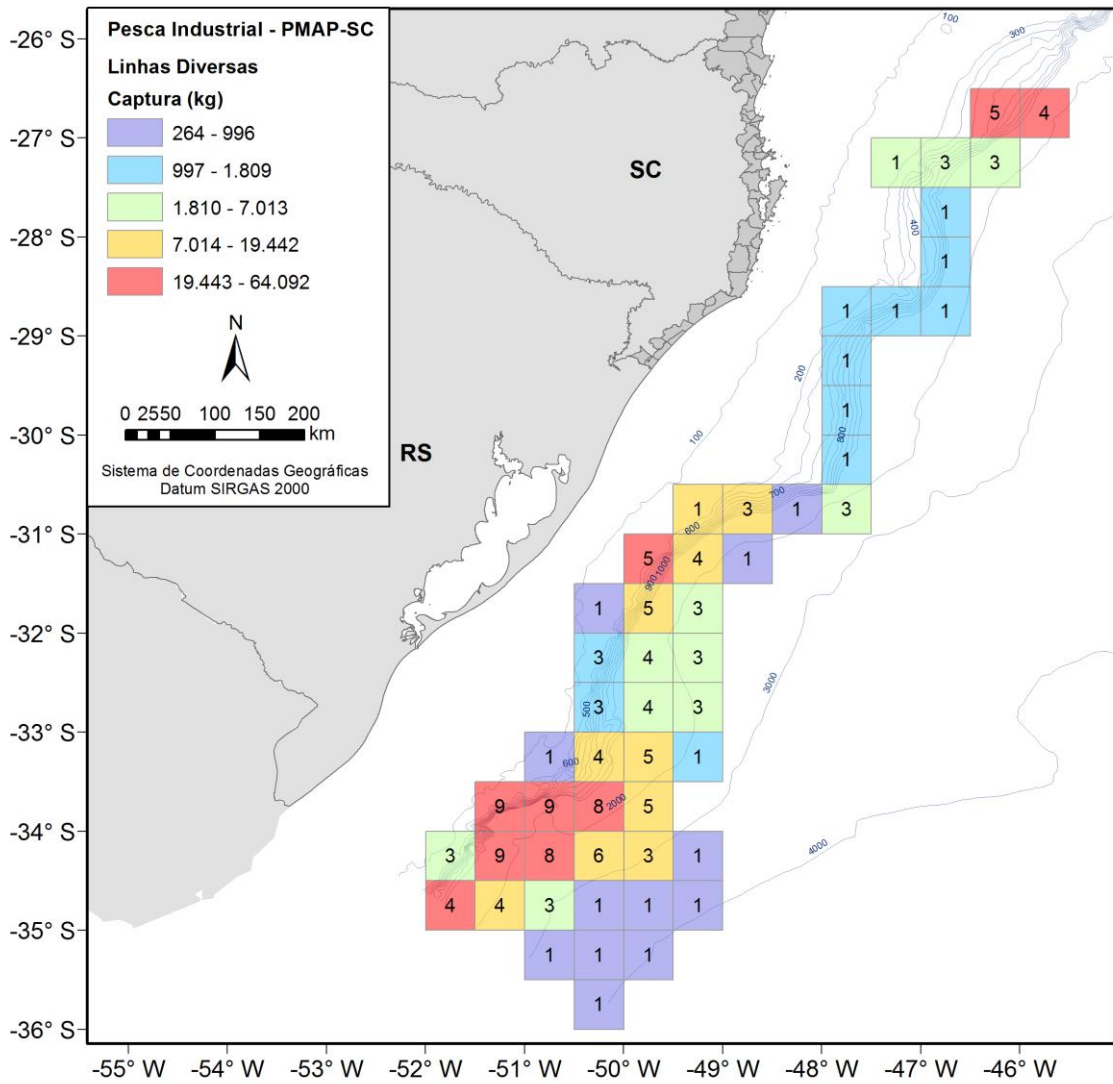 Pesca Industrial - PMAP-SC
Linhas Diversas
Captura (kg)
264 - 996
997 - 1.809
1.810 - 7.013
7.014 - 19.442
19.443 - 64.092
N
0 2550 100 150 200
km
Sistema de Coordenadas Geográficas
Datum SIRGAS 2000
SC
RS
-26° S
-27° S
-28° S
-29° S
-30° S
-31° S
-32° S
-33° S
-34° S
-35° S
-36° S
100
300
5 4
1 3 3
1
400
1
1 1 1
1
200
1
100
800
1
700
1 3 1 3
600
5 4 1
900 1000
1 5 3
3 4 3
3000
3 4 3
500
1 4 5 1
600
9 9 8 5
2000
3 9 8 6 3 1
4000
4 4 3 1 1 1
1 1 1
1
-55° W -54° W -53° W -52° W -51° W -50° W -49° W -48° W -47° W -46° W